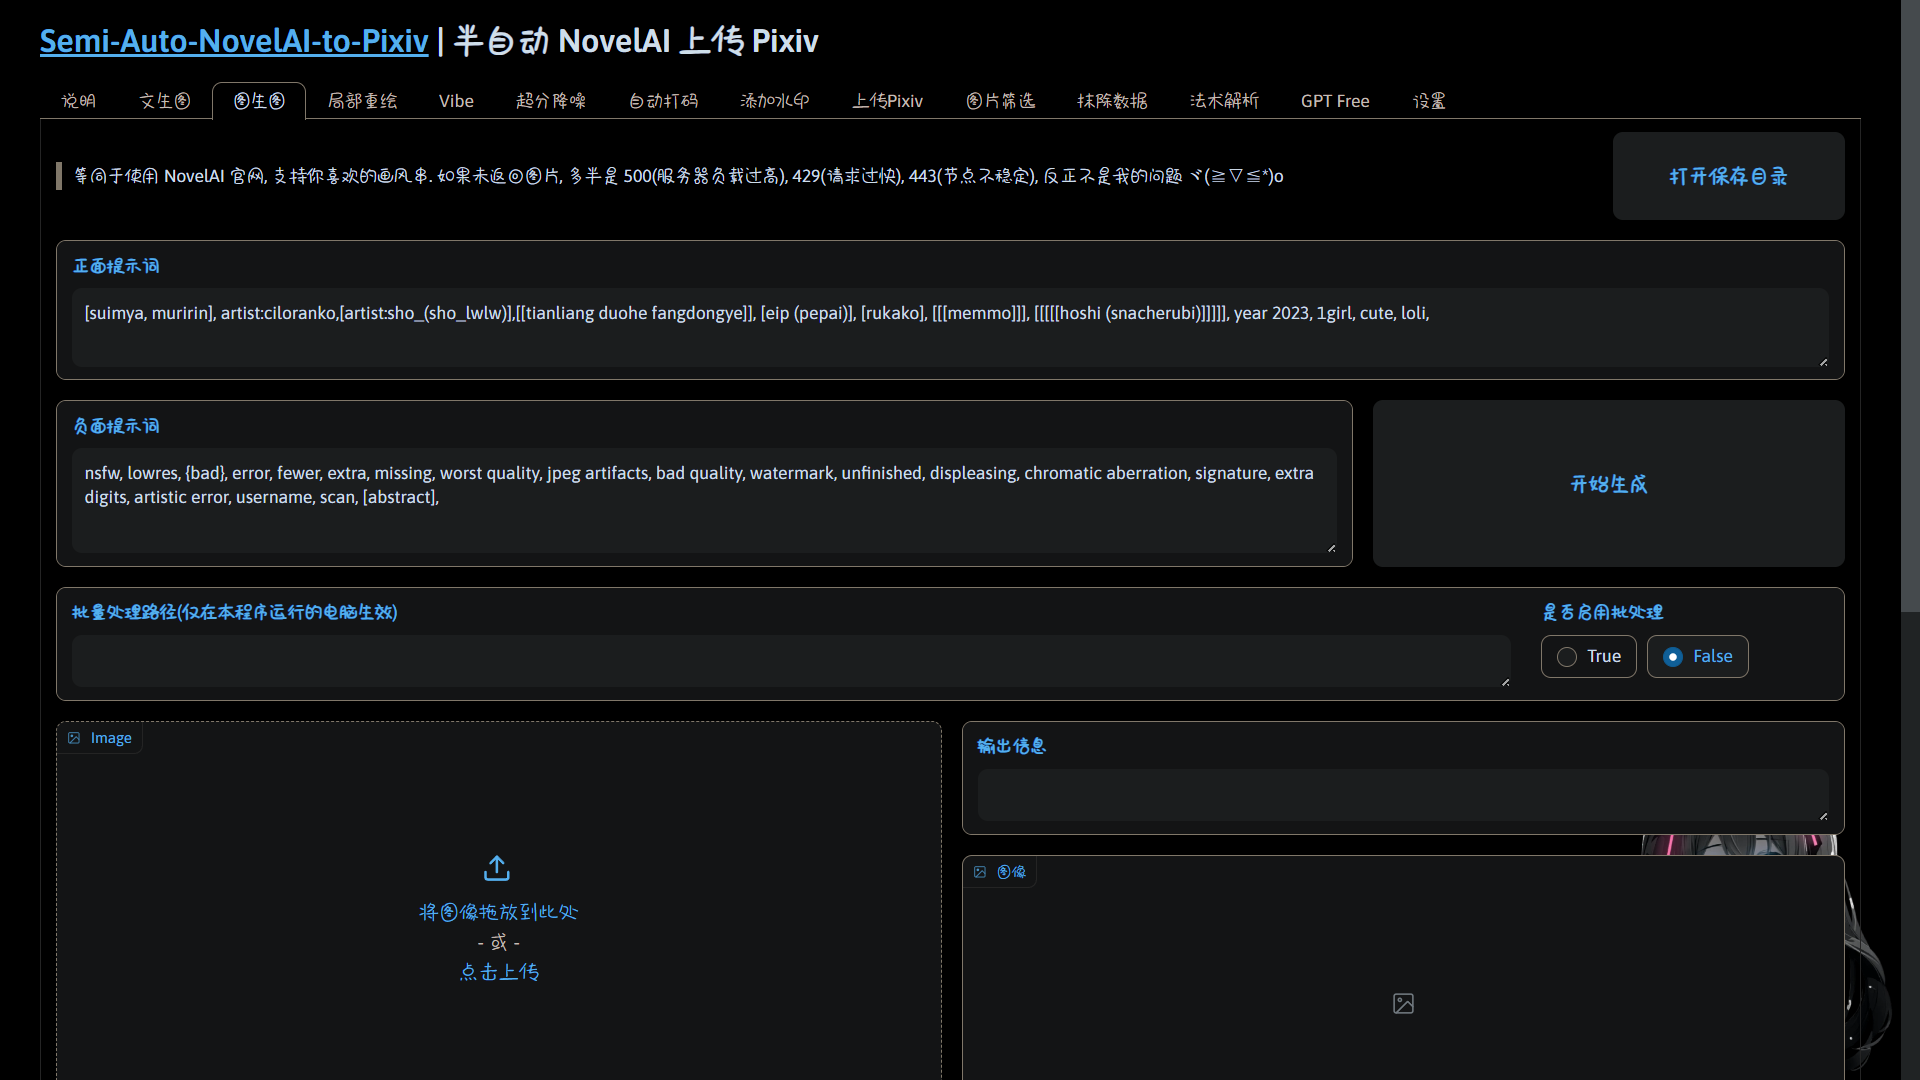 Semi-Auto-NovelAI-to-Pixiv | 半自动 NovelAI 上传 Pixiv
说明 文生图 图生图 局部重绘 Vibe 超分降噪 自动打码 添加水印 上传Pixiv 图片筛选 抹除数据 法术解析 GPT Free 设置
等同于使用 NovelAI 官网, 支持你喜欢的画风串. 如果未返回图片, 多半是 500(服务器负载过高), 429(请求过快), 443(节点不稳定), 反正不是我的问题ヾ(≧▽≦*)o
打开保存目录
正面提示词
[suimya, muririn], artist:ciloranko,[artist:sho_(sho_lwlw)],[[tianliang duohe fangdongye]], [eip (pepai)], [rukako], [[[memmo]]], [[[[[hoshi (snacherubi)]]]]], year 2023, 1girl, cute, loli,
负面提示词
nsfw, lowres, {bad}, error, fewer, extra, missing, worst quality, jpeg artifacts, bad quality, watermark, unfinished, displeasing, chromatic aberration, signature, extra
digits, artistic error, username, scan, [abstract],
开始生成
批量处理路径(仅在本程序运行的电脑生效)
是否启用批处理
True False
Image
将图像拖放到此处
- 或 -
点击上传
输出信息
图像